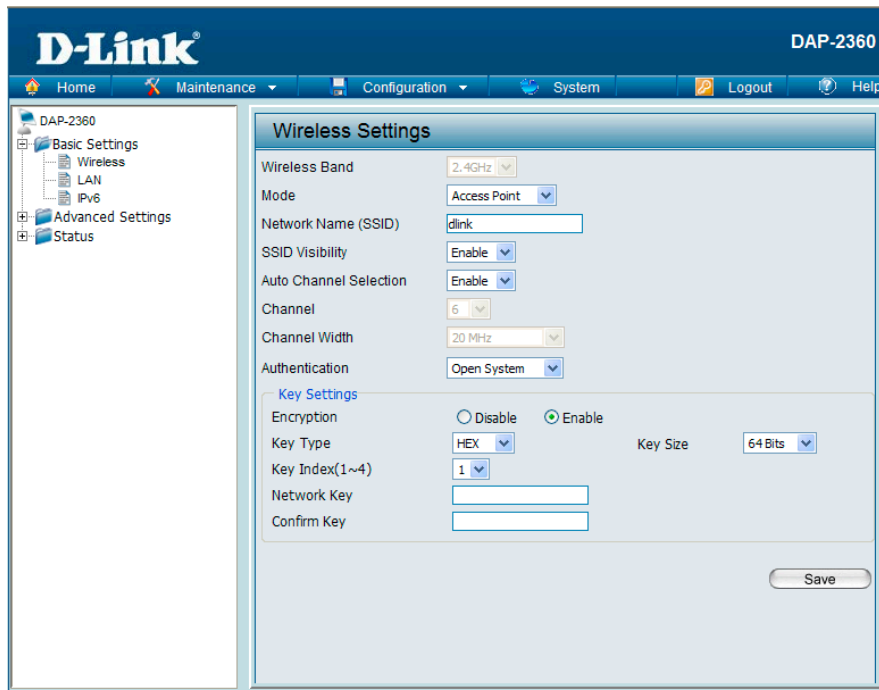 D-Link®
DAP-2360
Home Maintenance Configuration System Logout Help
DAP-2360
Basic Settings
Wireless
LAN
IPv6
Advanced Settings
Status
Wireless Settings
Wireless Band 2.4GHz
Mode Access Point
Network Name (SSID) dlink
SSID Visibility Enable
Auto Channel Selection Enable
Channel 6
Channel Width 20 MHz
Authentication Open System
Key Settings
Encryption Disable Enable
Key Type HEX Key Size 64 Bits
Key Index(1~4) 1
Network Key
Confirm Key
Save